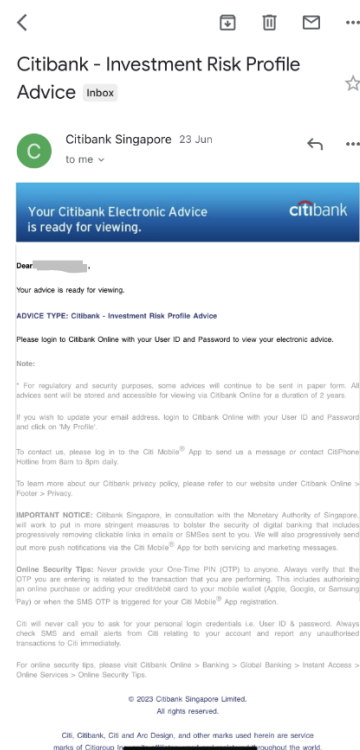 Citibank - Investment Risk Profile
Advice Inbox
C
Citibank Singapore 23 Jun
to me
Your Citibank Electronic Advice
is ready for viewing.
citibank
Dear ,
Your advice is ready for viewing.
ADVICE TYPE: Citibank - Investment Risk Profile Advice
Please login to Citibank Online with your User ID and Password to view your electronic advice.
Note:
* For regulatory and security purposes, some advices will continue to be sent in paper form. All
advices sent will be stored and accessible for viewing via Citibank Online for a duration of 2 years.
If you wish to update your email address, login to Citibank Online with your User ID and Password
and click on 'My Profile'.
To contact us, please log in to the Citi Mobile® App to send us a message or contact CitiPhone
Hotline from 8am to 8pm daily.
To learn more about our Citibank privacy policy, please refer to our website under Citibank Online >
Footer > Privacy.
IMPORTANT NOTICE: Citibank Singapore, in consultation with the Monetary Authority of Singapore,
will work to put in more stringent measures to bolster the security of digital banking that includes
progressively removing clickable links in emails or SMSes sent to you. We will also progressively send
out more push notifications via the Citi Mobile® App for both servicing and marketing messages.
Online Security Tips: Never provide your One-Time PIN (OTP) to anyone. Always verify that the
OTP you are entering is related to the transaction that you are performing. This includes authorising
an online purchase or adding your credit/debit card to your mobile wallet (Apple, Google, or Samsung
Pay) or when the SMS OTP is triggered for your Citi Mobile® App registration.
Citi will never call you to ask for your personal login credentials i.e. User ID & password. Always
check SMS and email alerts from Citi relating to your account and report any unauthorised
transactions to Citi immediately.
For online security tips, please visit Citibank Online > Banking > Global Banking > Instant Access >
Online Services > Online Security Tips.
© 2023 Citibank Singapore Limited.
All rights reserved.
Citi, Citibank, Citi and Arc Design, and other marks used herein are service
marks of Citigroup throughout the world.